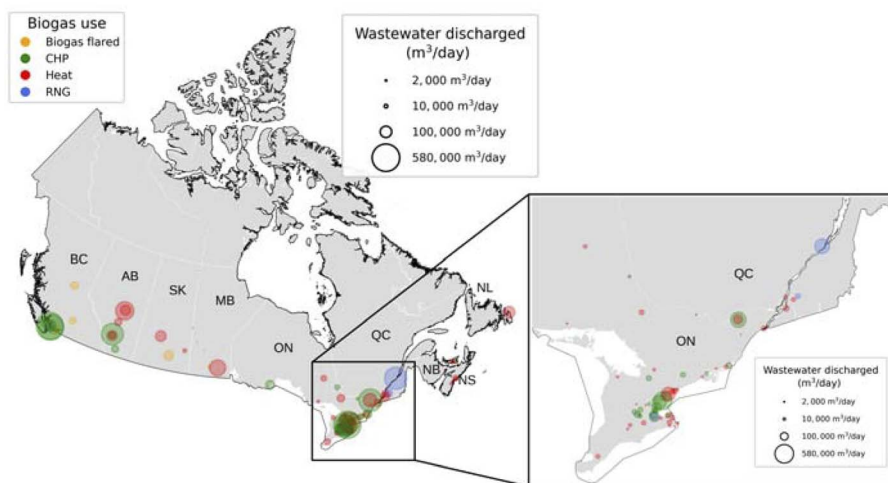 Biogas use
Biogas flared
CHP
Heat
RNG
Wastewater discharged
(m³/day)
2,000 m³/day
10,000 m³/day
100,000 m³/day
580,000 m³/day
BC
AB
SK
MB
ON
QC
NL
NB
NS
QC
ON
Wastewater discharged
(m³/day)
2,000 m³/day
10,000 m³/day
100,000 m³/day
580,000 m³/day